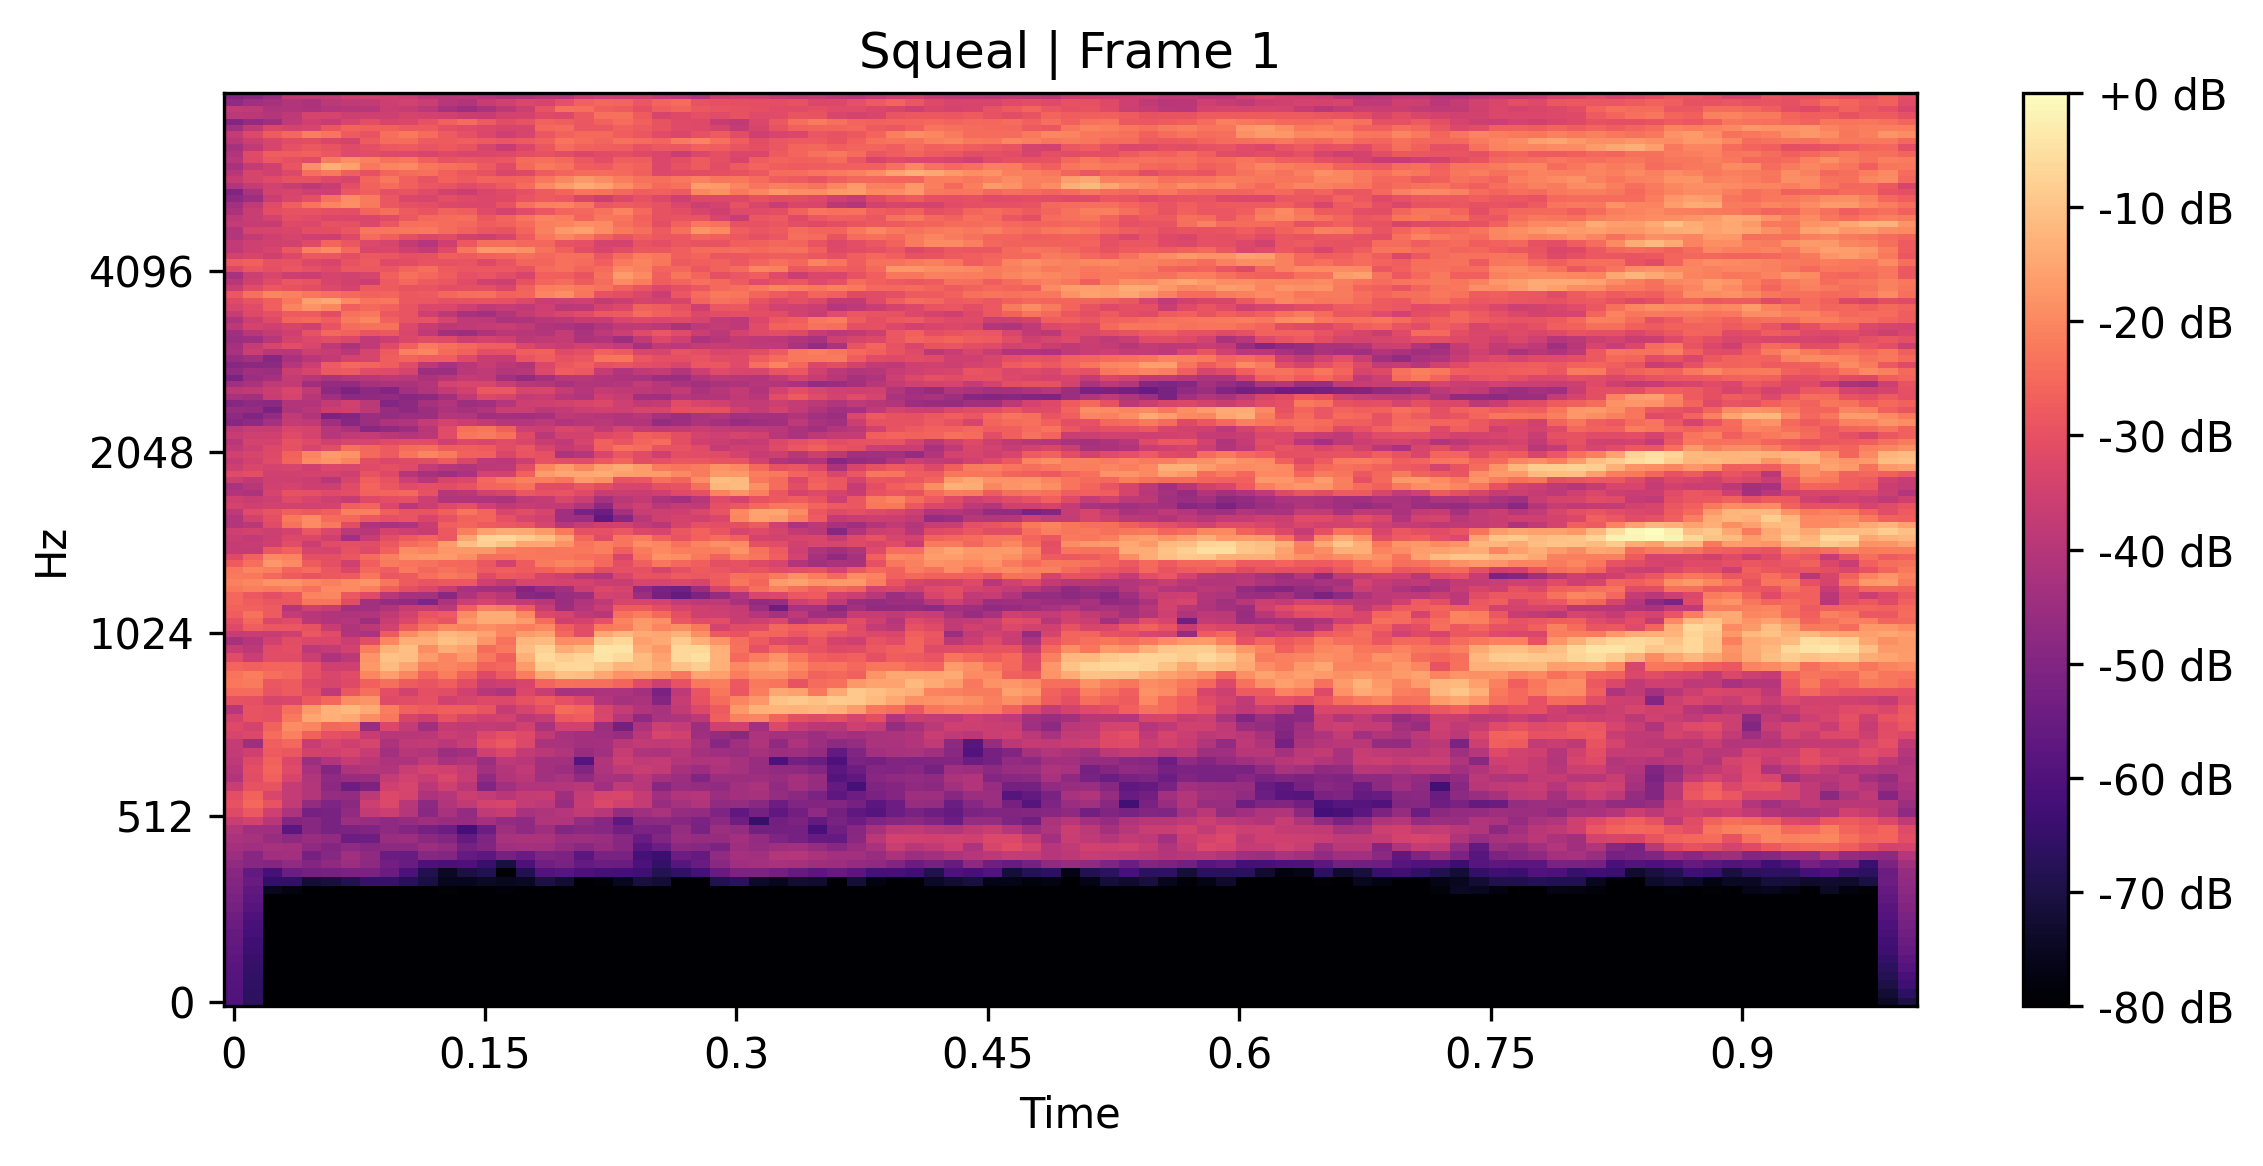 Squeal | Frame 1
+0 dB
-10 dB
4096
-20 dB
-30 dB
2048
-40 dB
Hz
1024
-50 dB
512
-60 dB
-70 dB
0
-80 dB
0 0.15 0.3 0.45 0.6 0.75 0.9
Time